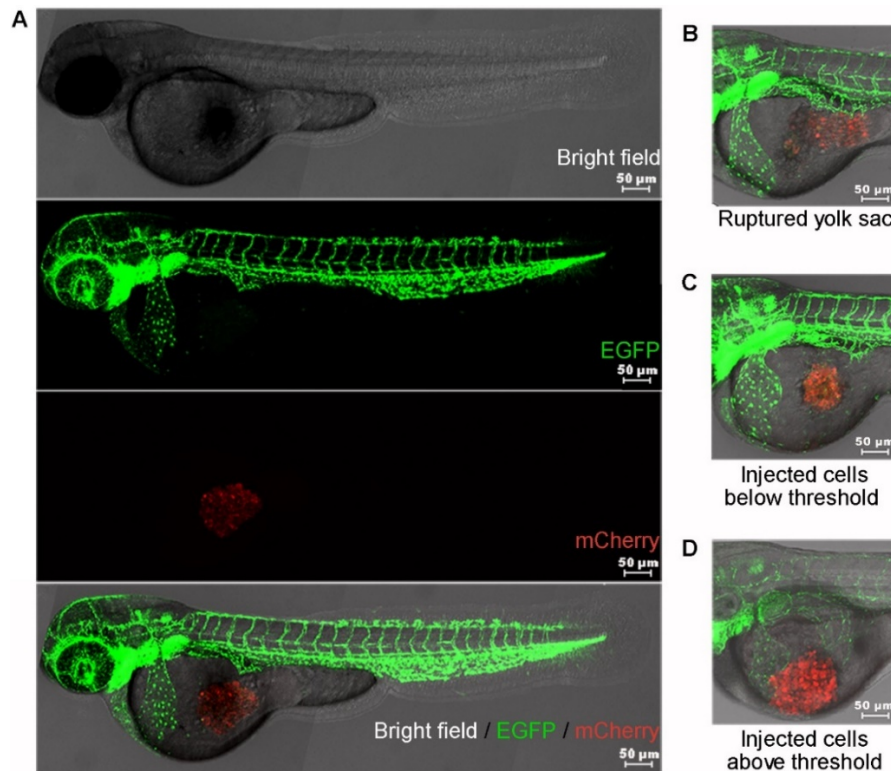 A
Bright field
50 µm
EGFP
50 µm
mCherry
50 µm
Bright field / EGFP / mCherry
50 µm
B
50 µm
Ruptured yolk sac
C
50 µm
Injected cells
below threshold
D
50 µm
Injected cells
above threshold